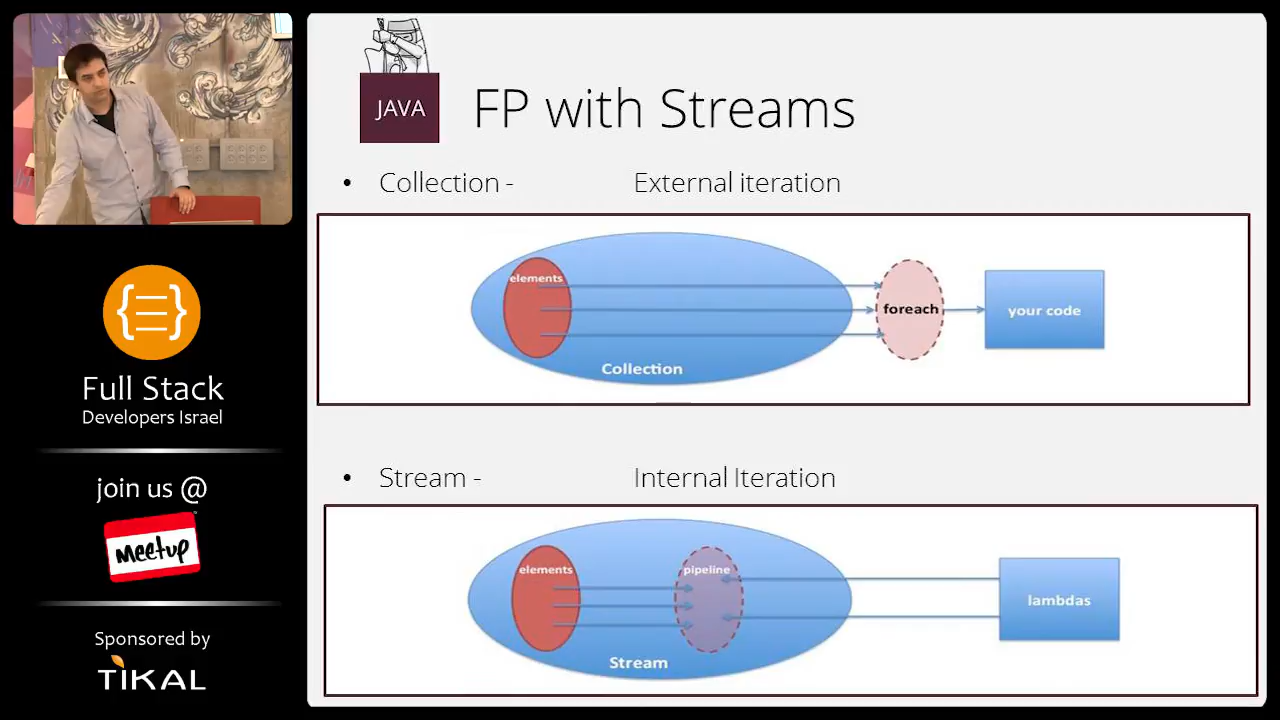 JAVA
FP with Streams
• Collection - External iteration
elements
foreach
your code
Collection
• Stream - Internal Iteration
elements
pipeline
lambdas
Stream
{=}
Full Stack
Developers Israel
join us @
meetup
Sponsored by
TIKAL